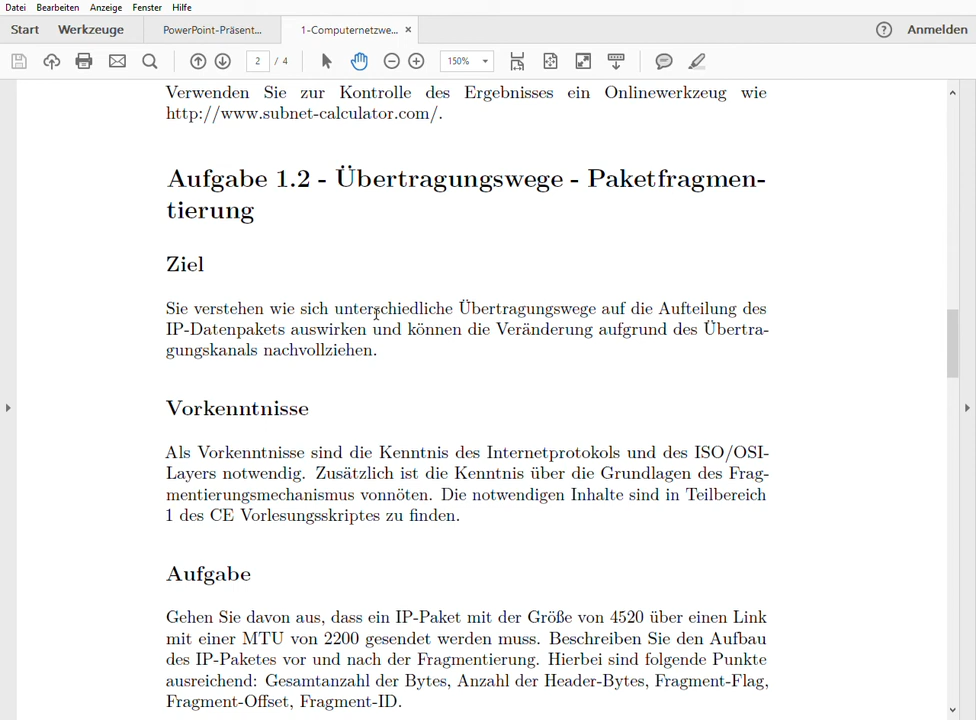 Datei Bearbeiten Anzeige Fenster Hilfe
Start Werkzeuge PowerPoint-Präsent... 1-Computernetzwe... × ? Anmelden
2 / 4 150%
Verwenden Sie zur Kontrolle des Ergebnisses ein Onlinewerkzeug wie
http://www.subnet-calculator.com/.
Aufgabe 1.2 - Übertragungswege - Paketfragmen-
tierung
Ziel
Sie verstehen wie sich unterschiedliche Übertragungswege auf die Aufteilung des
IP-Datenpakets auswirken und können die Veränderung aufgrund des Übertra-
gungskanals nachvollziehen.
Vorkenntnisse
Als Vorkenntnisse sind die Kenntnis des Internetprotokols und des ISO/OSI-
Layers notwendig. Zusätzlich ist die Kenntnis über die Grundlagen des Frag-
mentierungsmechanismus vonnöten. Die notwendigen Inhalte sind in Teilbereich
1 des CE Vorlesungsskriptes zu finden.
Aufgabe
Gehen Sie davon aus, dass ein IP-Paket mit der Größe von 4520 über einen Link
mit einer MTU von 2200 gesendet werden muss. Beschreiben Sie den Aufbau
des IP-Paketes vor und nach der Fragmentierung. Hierbei sind folgende Punkte
ausreichend: Gesamtanzahl der Bytes, Anzahl der Header-Bytes, Fragment-Flag,
Fragment-Offset, Fragment-ID.